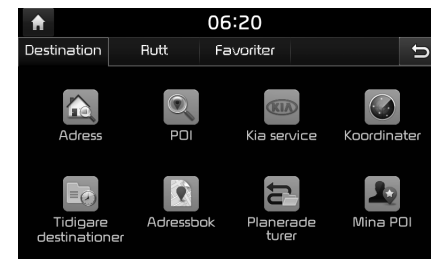 06:20
Destination Rutt Favoriter
KIA
Adress POI Kia service Koordinater
Tidigare destinationer Adressbok Planerade turer Mina POI